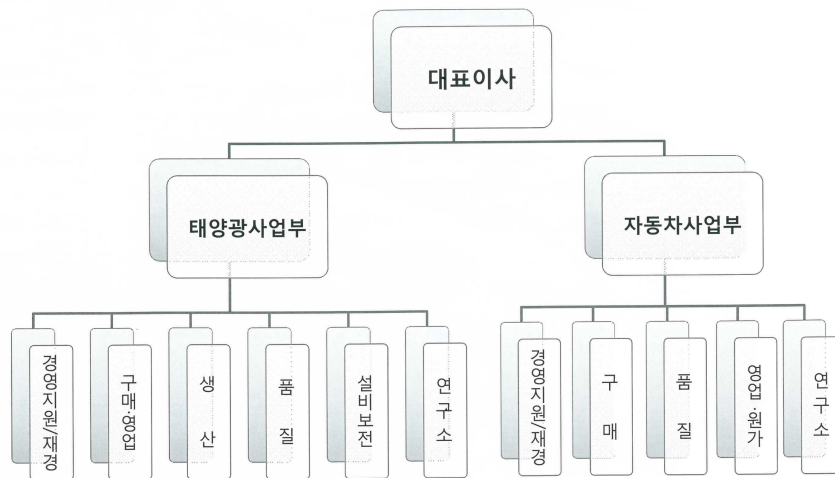 대표이사
태양광사업부
자동차사업부
경영지원/재경
구매·영업
생산
품질
설비보전
연구소
경영지원/재경
구매
품질
영업·원가
연구소